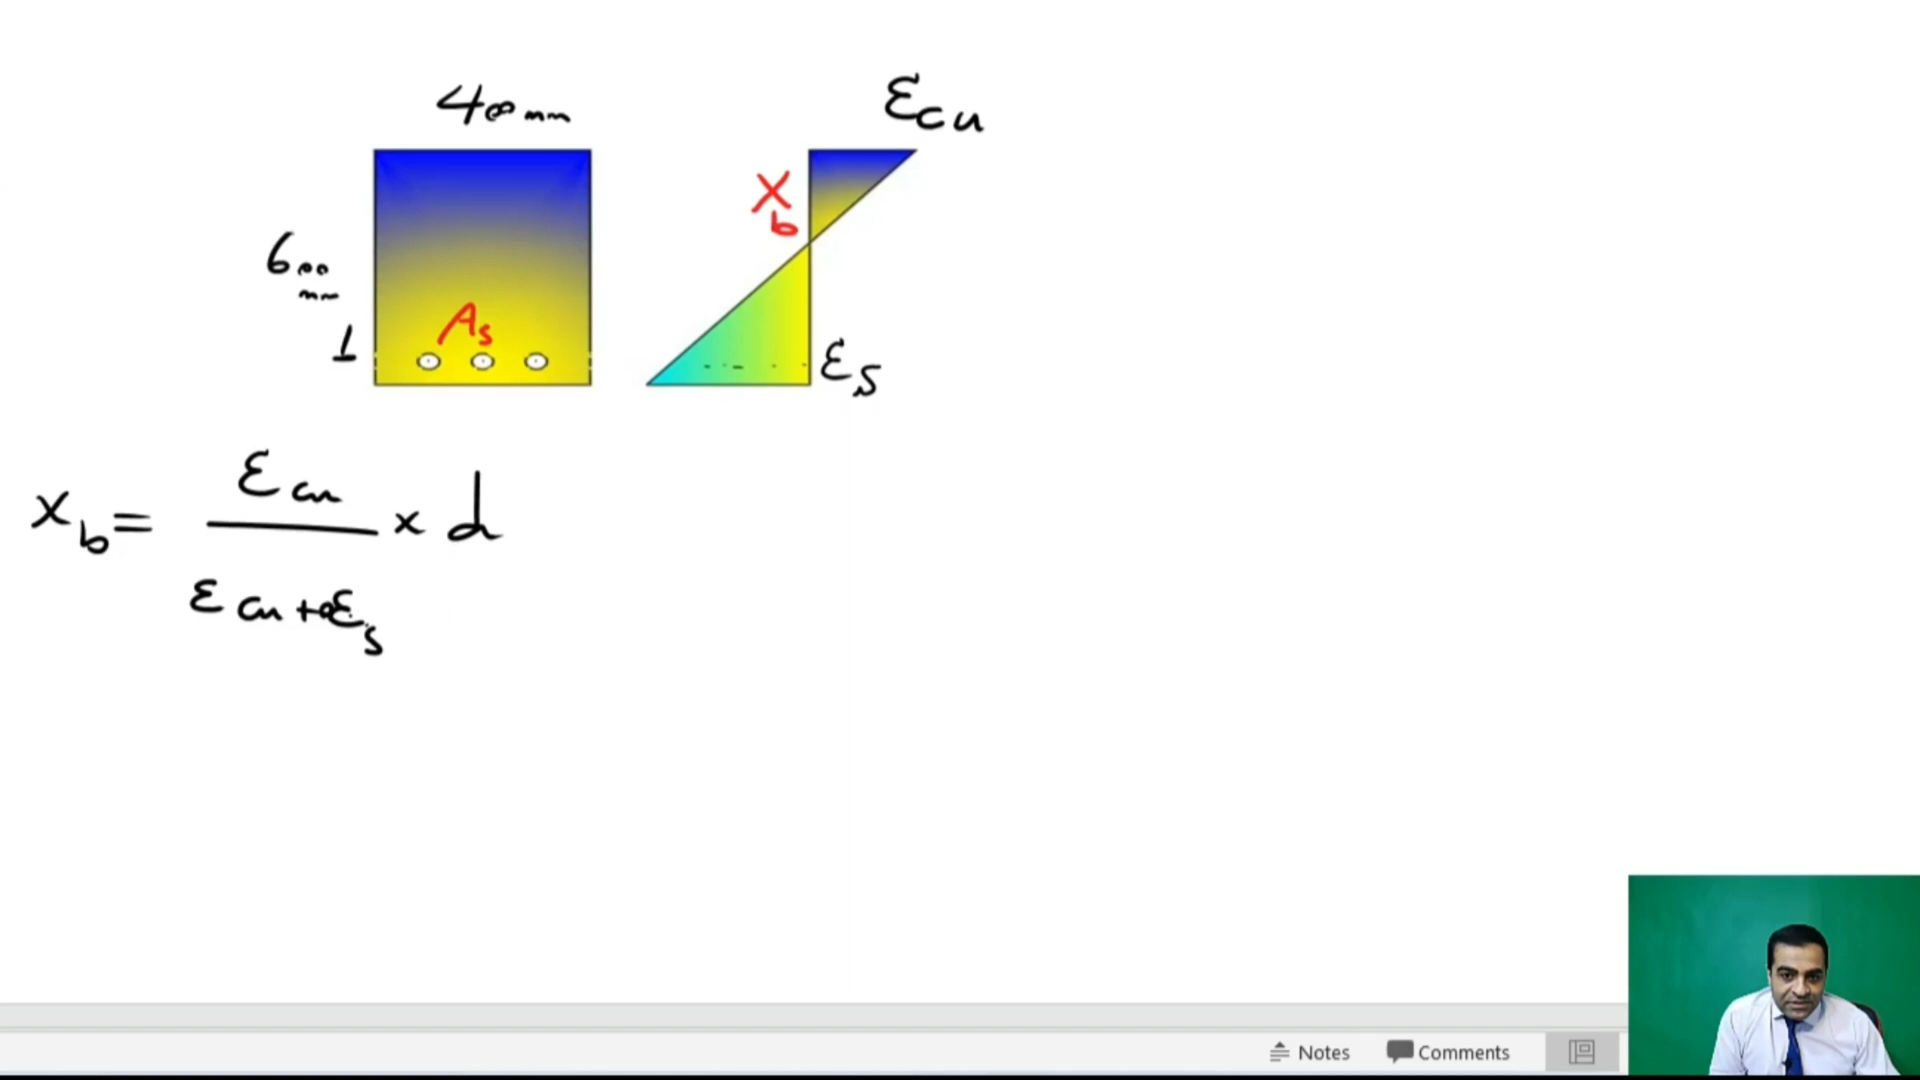 400 mm
εcu
Xb
600
mm
As
⊥
εs
Xb = εcu / (εcu + εs) × d
Notes
Comments